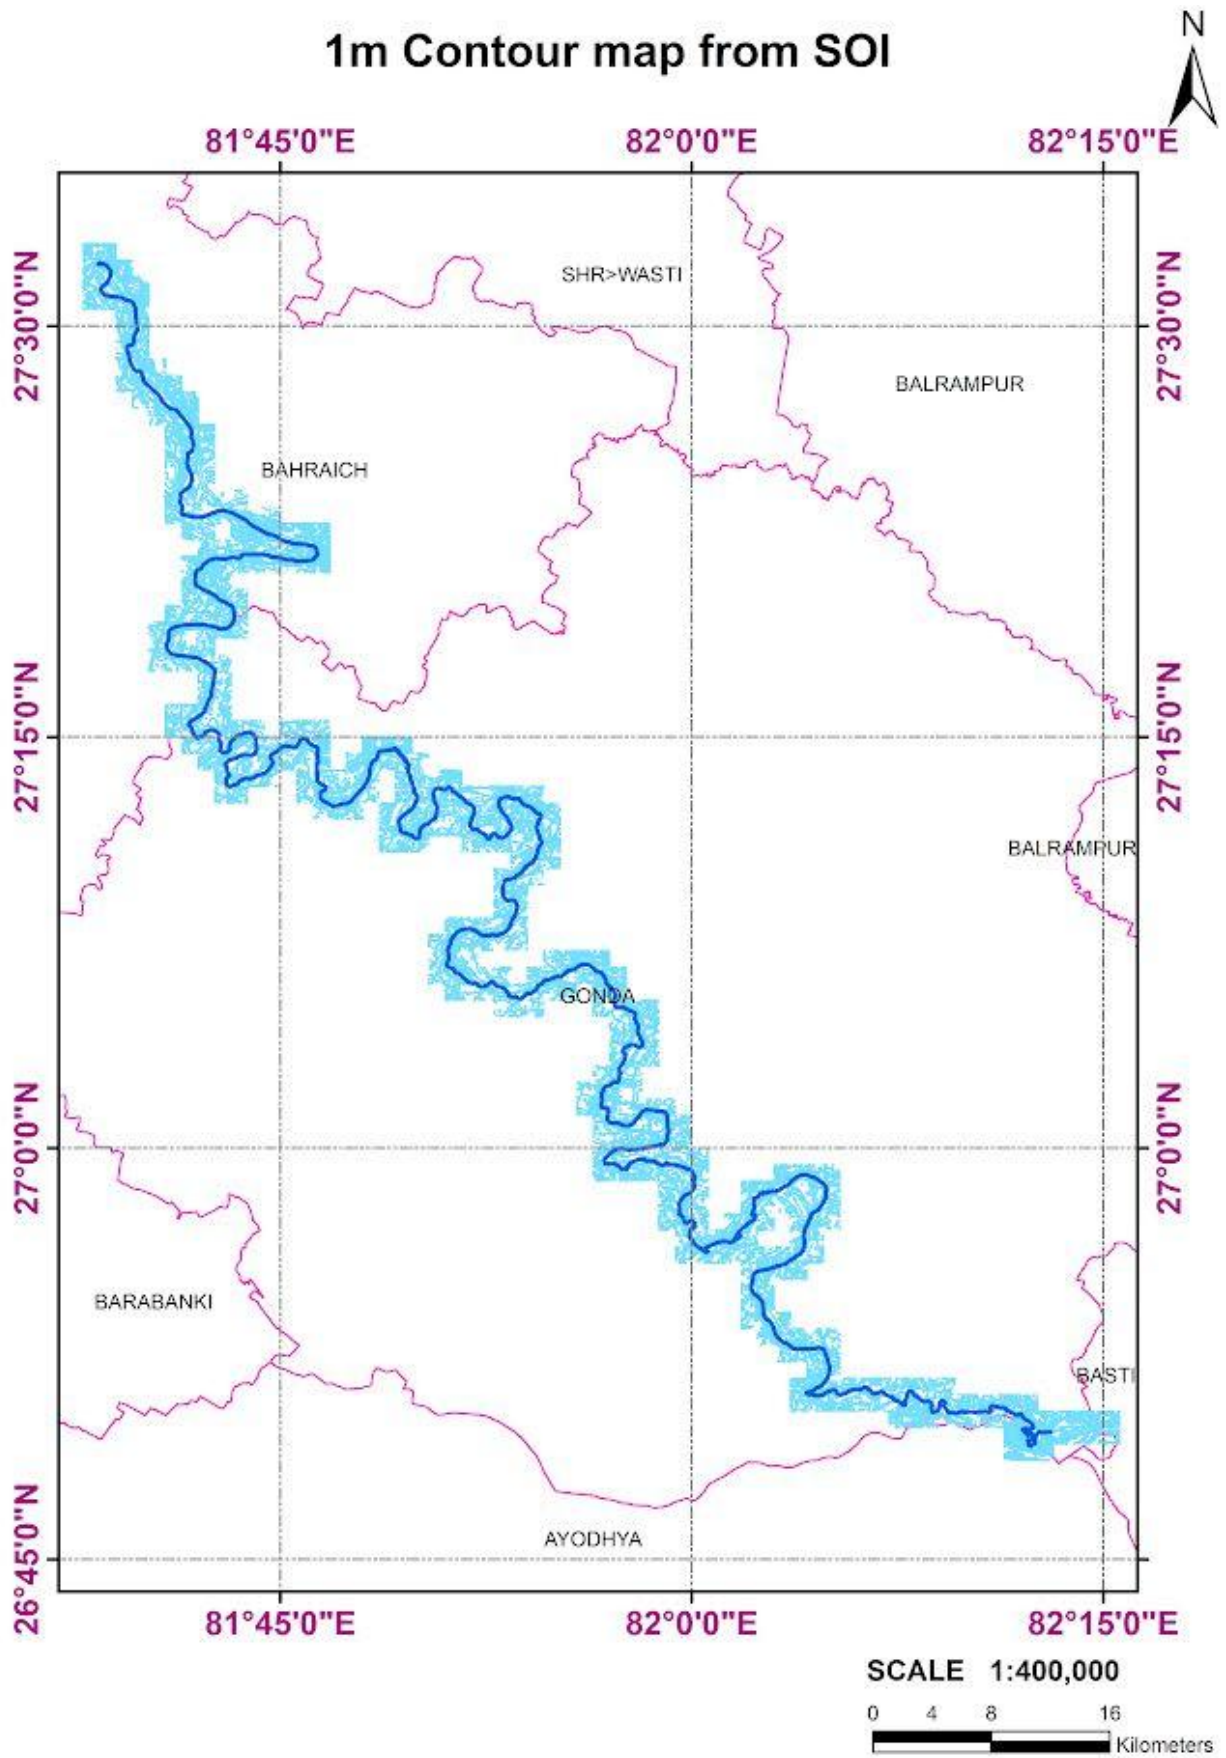 N
1m Contour map from SOI
81°45'0"E 82°0'0"E 82°15'0"E
SHR>WASTI
27°30'0"N 27°30'0"N
BALRAMPUR
BAHRAICH
27°15'0"N 27°15'0"N
BALRAMPUR
GONDA
27°0'0"N 27°0'0"N
BARABANKI
BASTI
AYODHYA
26°45'0"N
81°45'0"E 82°0'0"E 82°15'0"E
SCALE 1:400,000
0 4 8 16
Kilometers